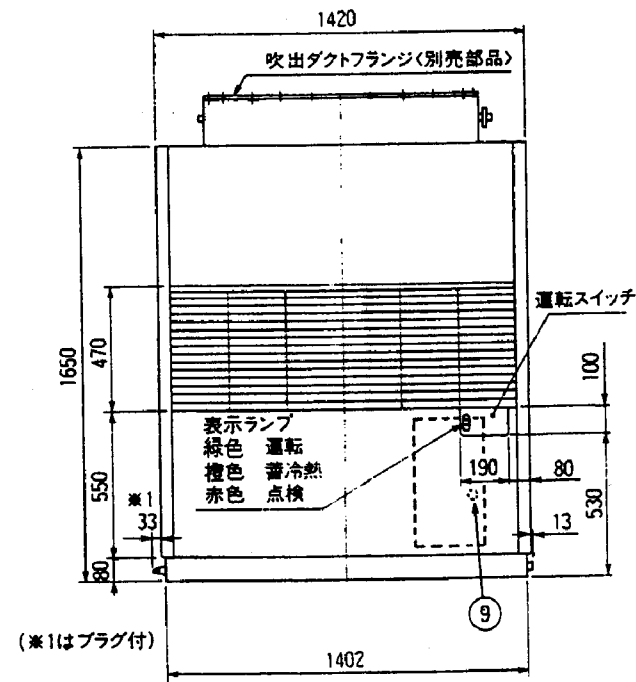 1420
吹出ダクトフランジ〈別売部品〉
運転スイッチ
1650
470
100
表示ランプ
緑色 運転
橙色 蓄冷熱
赤色 点検
550
190
80
530
※1
33
13
80
9
(※1はプラグ付)
1402